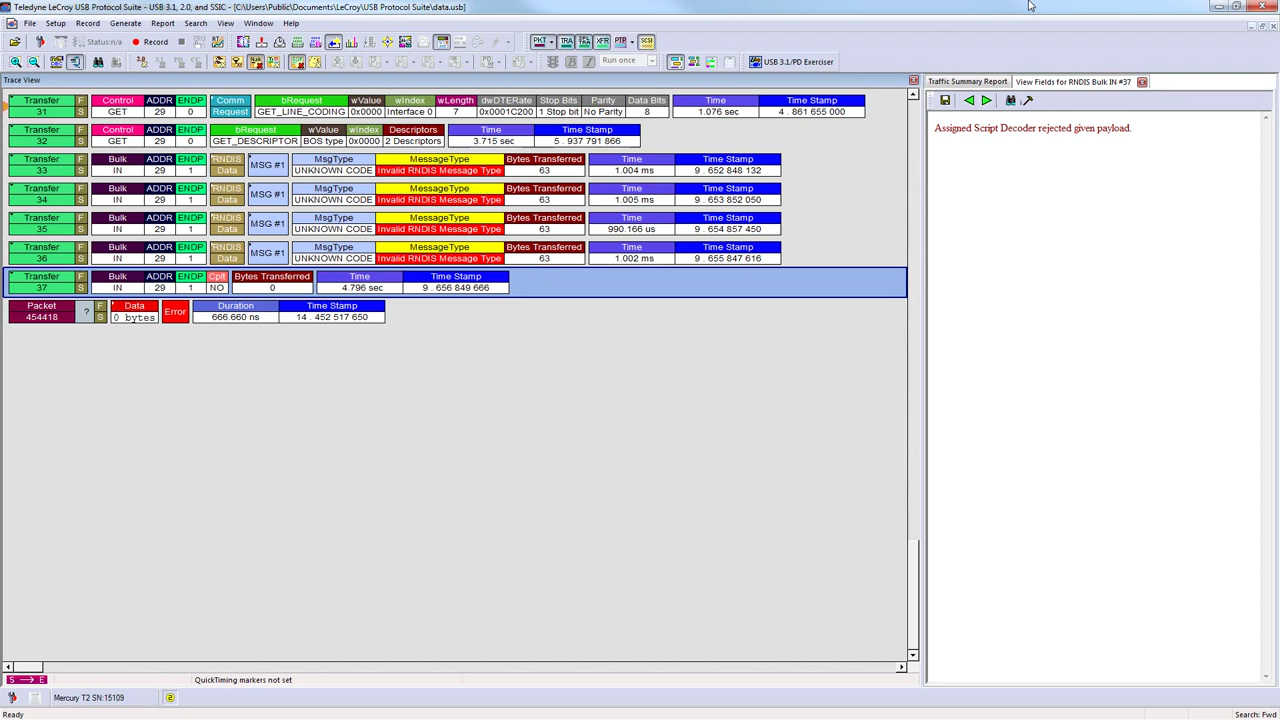 Teledyne LeCroy USB Protocol Suite - USB 3.1, 2.0, and SSIC - [C:\Users\Public\Documents\LeCroy\USB Protocol Suite\data.usb]
File Setup Record Generate Report Search View Window Help
Status:n/a Record PKT TRA XFR PTP SCSI
Run once USB 3.1/PD Exerciser
Trace View
Traffic Summary Report View Fields for RNDIS Bulk IN #37
Transfer F Control ADDR ENDP Comm bRequest wValue wIndex wLength dwDTERate Stop Bits Parity Data Bits Time Time Stamp
31 S GET 29 0 Request GET_LINE_CODING 0x0000 Interface 0 7 0x0001C200 1 Stop bit No Parity 8 1.076 sec 4 . 861 655 000
Transfer F Control ADDR ENDP bRequest wValue wIndex Descriptors Time Time Stamp
32 S GET 29 0 GET_DESCRIPTOR BOS type 0x0000 2 Descriptors 3.715 sec 5 . 937 791 866
Transfer F Bulk ADDR ENDP RNDIS MSG #1 MsgType MessageType Bytes Transferred Time Time Stamp
33 S IN 29 1 Data UNKNOWN CODE Invalid RNDIS Message Type 63 1.004 ms 9 . 652 848 132
Transfer F Bulk ADDR ENDP RNDIS MSG #1 MsgType MessageType Bytes Transferred Time Time Stamp
34 S IN 29 1 Data UNKNOWN CODE Invalid RNDIS Message Type 63 1.005 ms 9 . 653 852 050
Transfer F Bulk ADDR ENDP RNDIS MSG #1 MsgType MessageType Bytes Transferred Time Time Stamp
35 S IN 29 1 Data UNKNOWN CODE Invalid RNDIS Message Type 63 990.166 us 9 . 654 857 450
Transfer F Bulk ADDR ENDP RNDIS MSG #1 MsgType MessageType Bytes Transferred Time Time Stamp
36 S IN 29 1 Data UNKNOWN CODE Invalid RNDIS Message Type 63 1.002 ms 9 . 655 847 616
Transfer F Bulk ADDR ENDP Cplt Bytes Transferred Time Time Stamp
37 S IN 29 1 NO 0 4.796 sec 9 . 656 849 666
Packet ? F Data Error Duration Time Stamp
454418 S 0 bytes 666.660 ns 14 . 452 517 650
Assigned Script Decoder rejected given payload.
S E QuickTiming markers not set
Mercury T2 SN:15109 2
Ready Search: Fwd